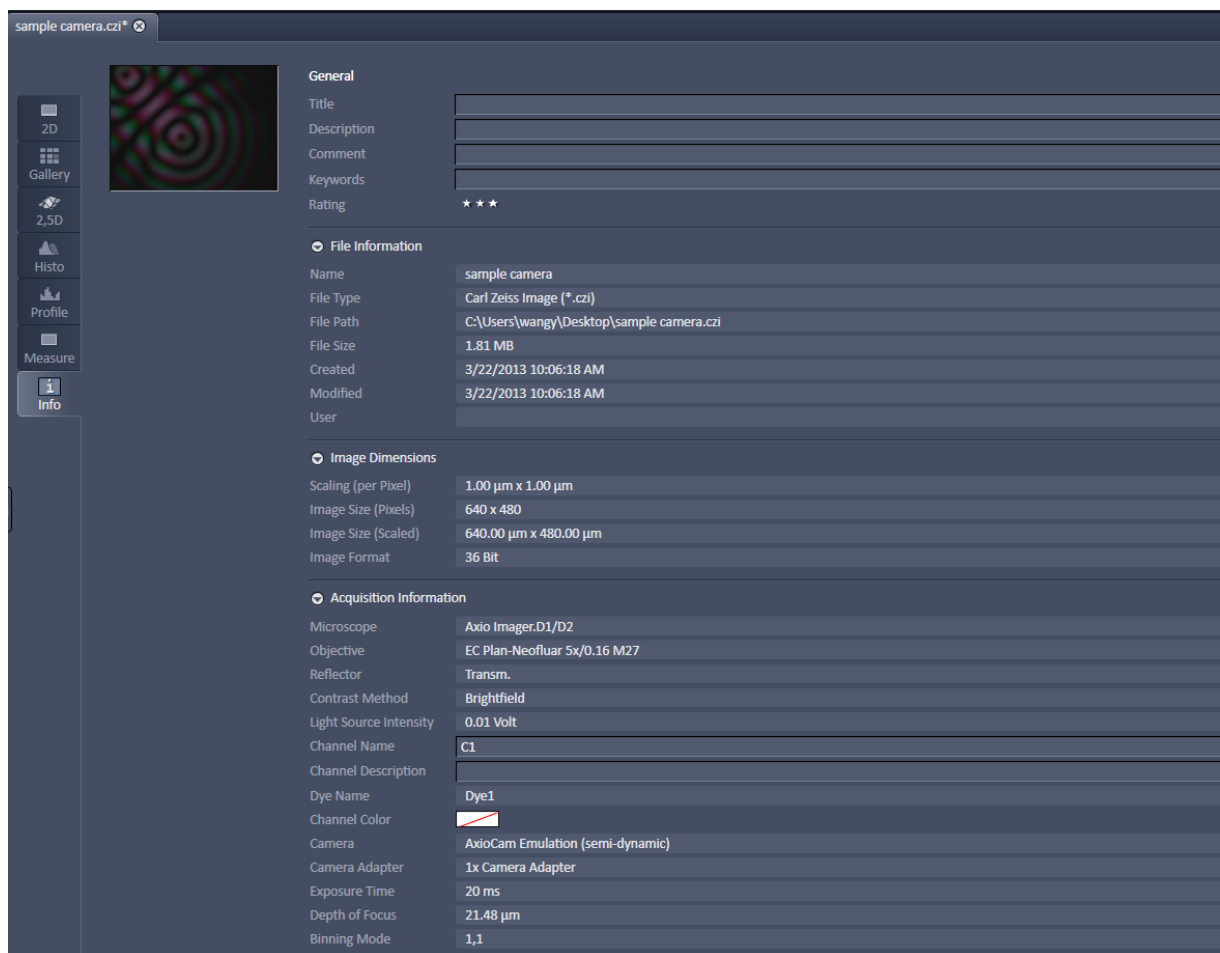 sample camera.czi*
2D
Gallery
2,5D
Histo
Profile
Measure
i
Info
General
Title
Description
Comment
Keywords
Rating ★ ★ ★
File Information
Name sample camera
File Type Carl Zeiss Image (*.czi)
File Path C:\Users\wangy\Desktop\sample camera.czi
File Size 1.81 MB
Created 3/22/2013 10:06:18 AM
Modified 3/22/2013 10:06:18 AM
User
Image Dimensions
Scaling (per Pixel) 1.00 µm x 1.00 µm
Image Size (Pixels) 640 x 480
Image Size (Scaled) 640.00 µm x 480.00 µm
Image Format 36 Bit
Acquisition Information
Microscope Axio Imager.D1/D2
Objective EC Plan-Neofluar 5x/0.16 M27
Reflector Transm.
Contrast Method Brightfield
Light Source Intensity 0.01 Volt
Channel Name C1
Channel Description
Dye Name Dye1
Channel Color
Camera AxioCam Emulation (semi-dynamic)
Camera Adapter 1x Camera Adapter
Exposure Time 20 ms
Depth of Focus 21.48 µm
Binning Mode 1,1